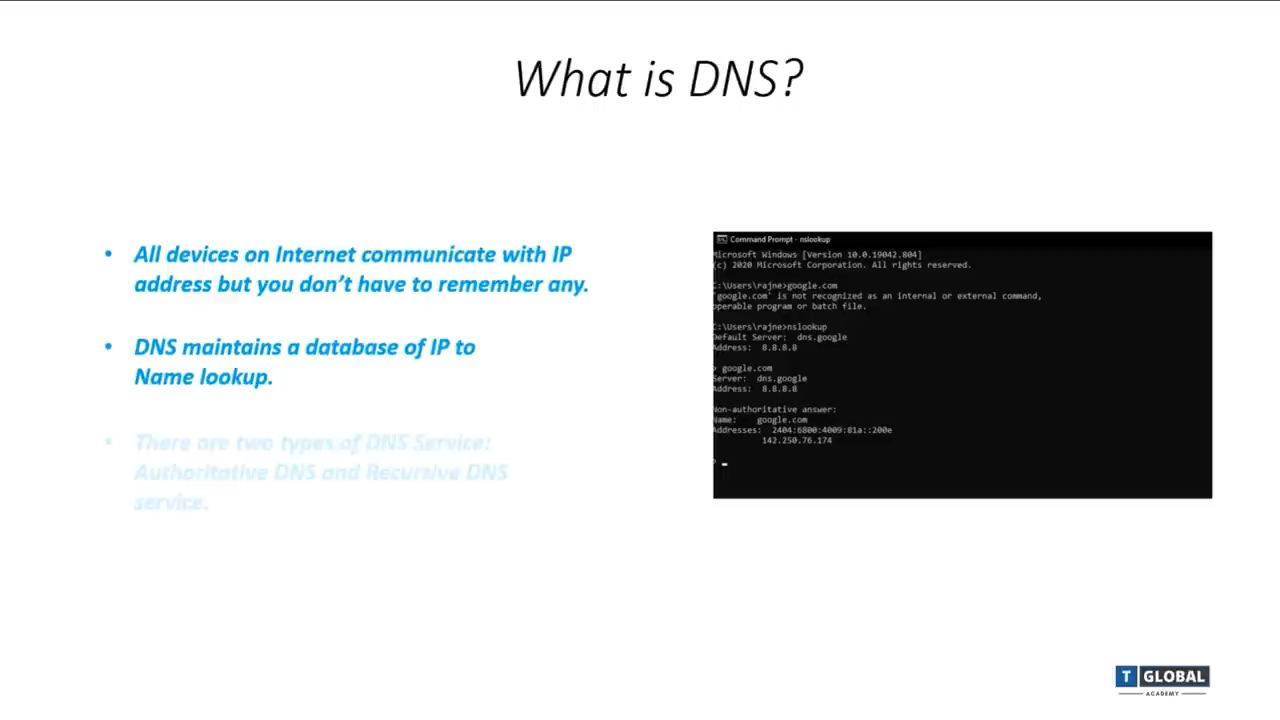 What is DNS?
• All devices on Internet communicate with IP
address but you don't have to remember any.
• DNS maintains a database of IP to
Name lookup.
• There are two types of DNS Service:
Authoritative DNS and Recursive DNS
service.
Command Prompt - nslookup
Microsoft Windows [Version 10.0.19042.804]
(c) 2020 Microsoft Corporation. All rights reserved.
C:\Users\rajne>google.com
'google.com' is not recognized as an internal or external command,
operable program or batch file.
C:\Users\rajne>nslookup
Default Server:  dns.google
Address:  8.8.8.8
> google.com
Server:  dns.google
Address:  8.8.8.8
Non-authoritative answer:
Name:    google.com
Addresses:  2404:6800:4009:81a::200e
142.250.76.174
>
T GLOBAL
ACADEMY